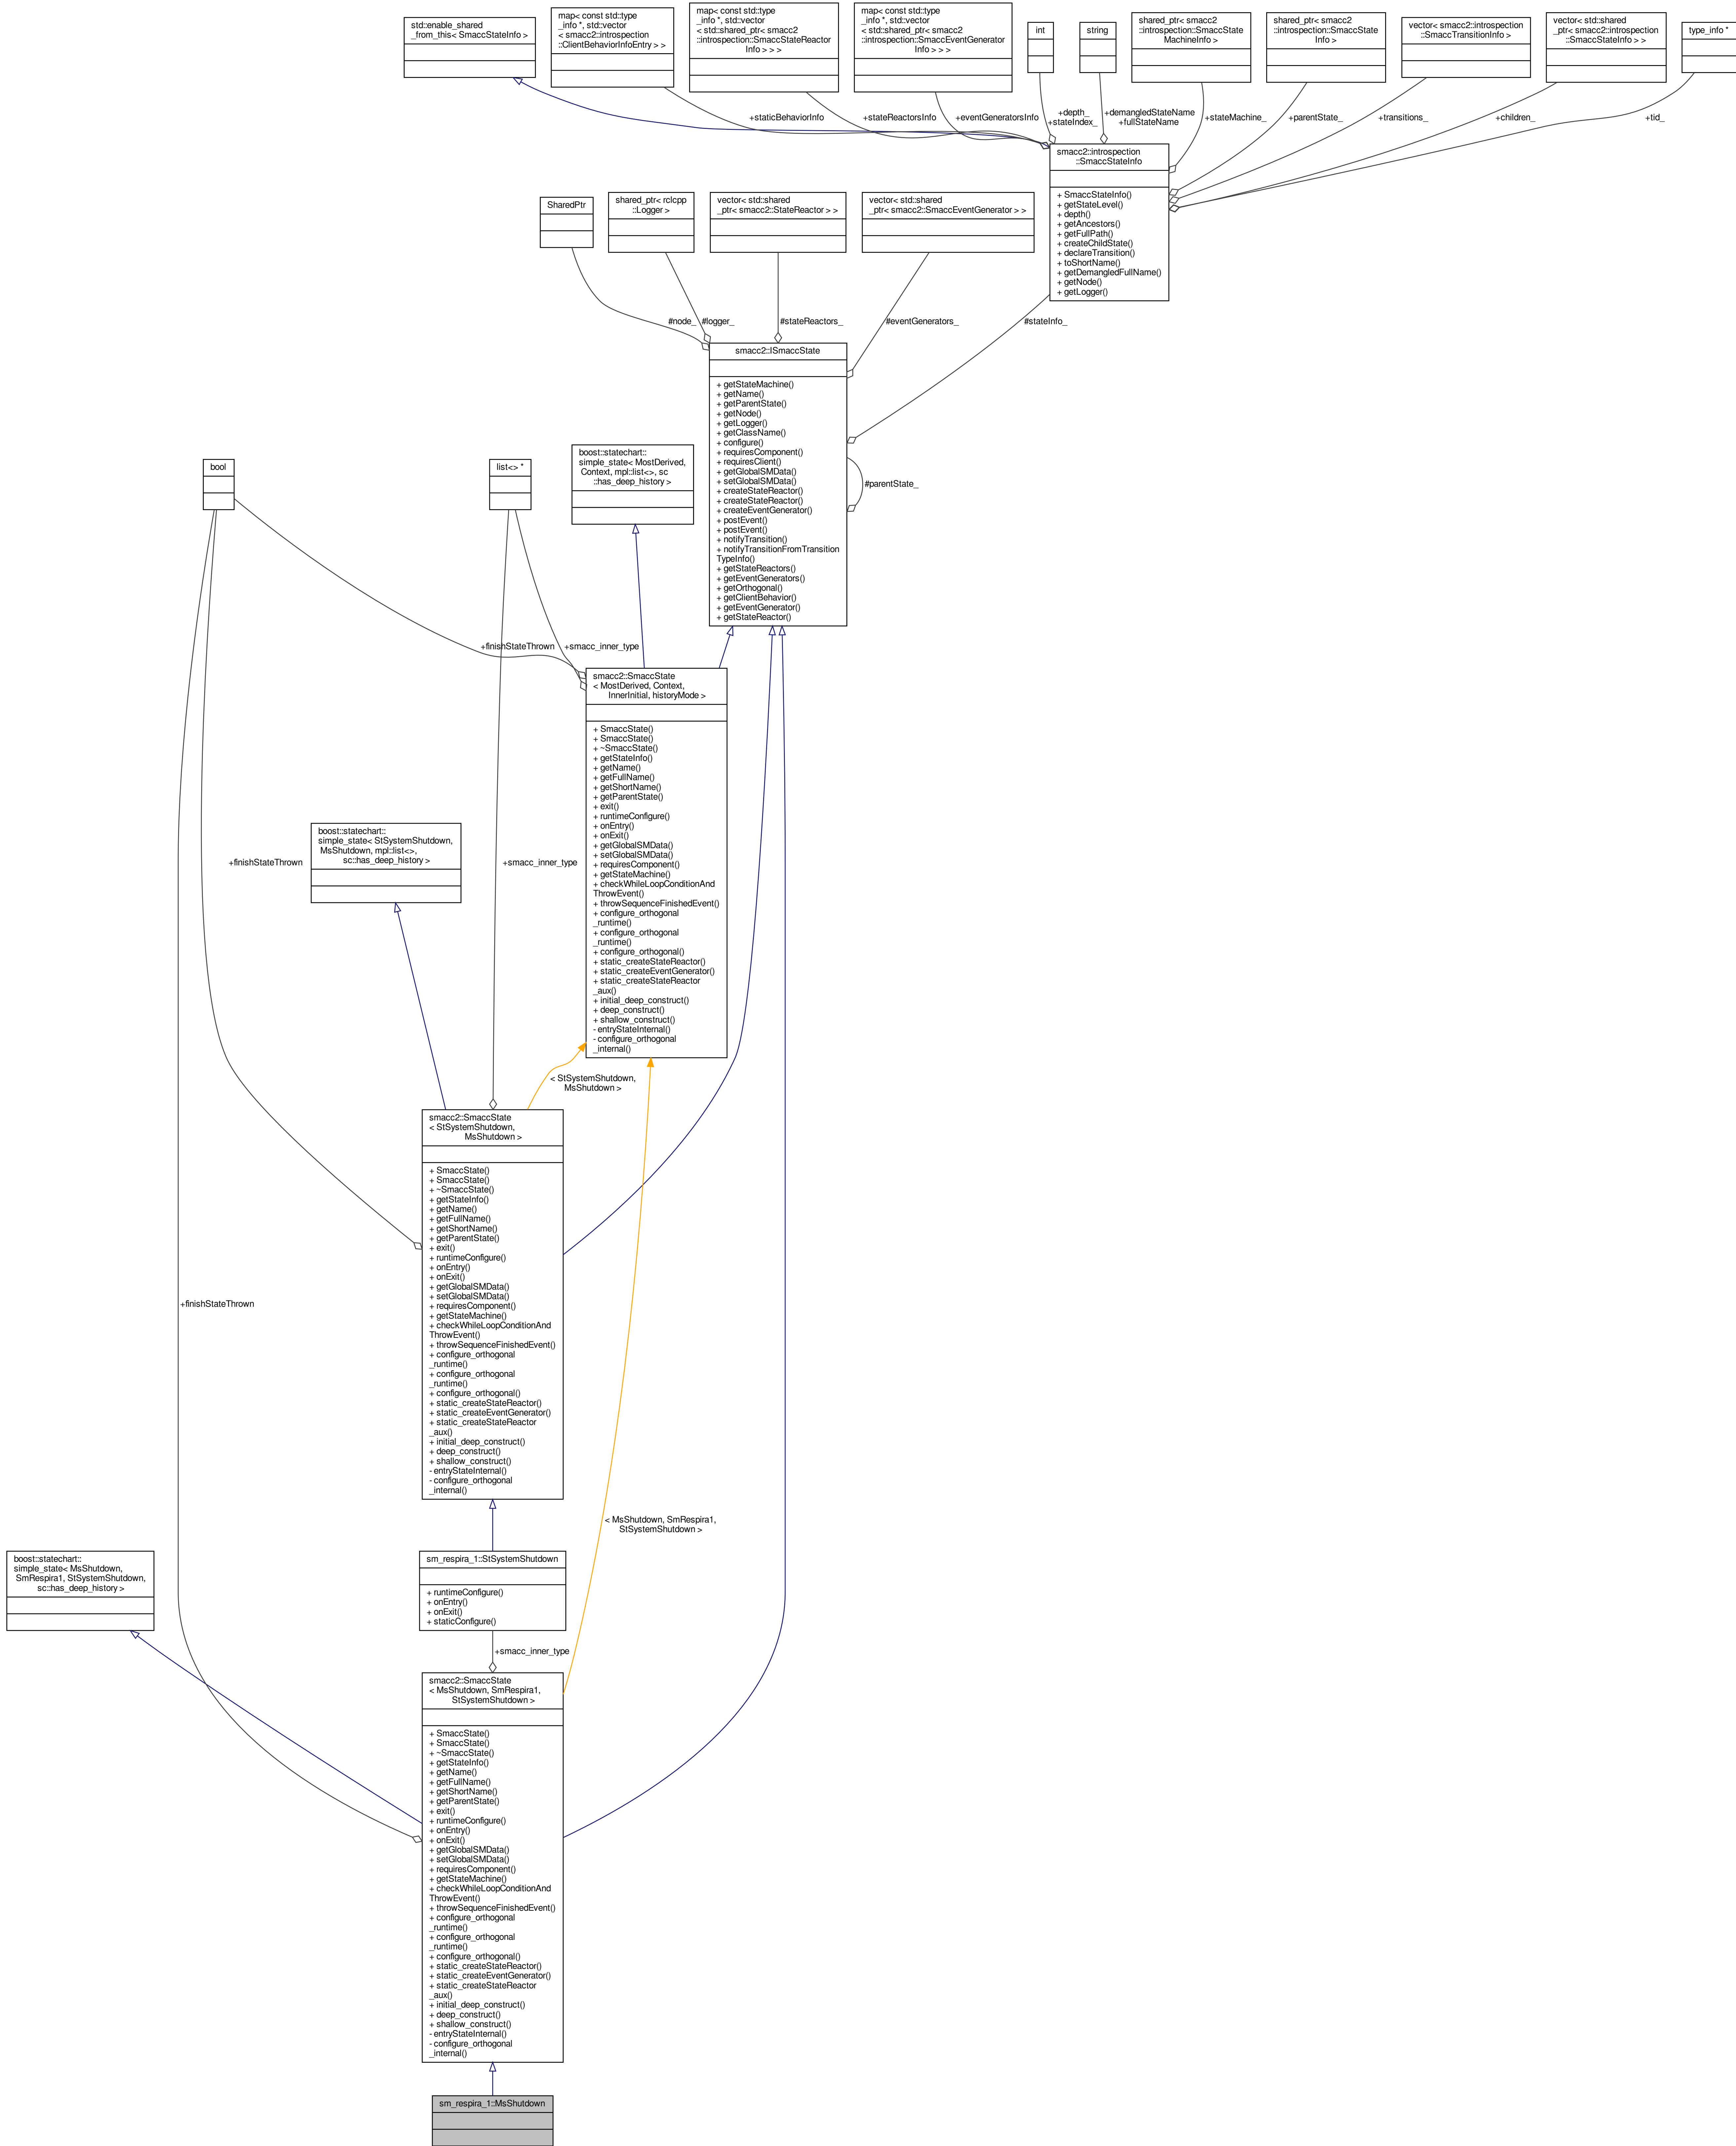 std::enable_shared
_from_this< SmaccStateInfo >
map< const std::type
_info *, std::vector
< smacc2::introspection
::ClientBehaviorInfoEntry > >
map< const std::type
_info *, std::vector
< std::shared_ptr< smacc2
::introspection::SmaccStateReactor
Info > > >
map< const std::type
_info *, std::vector
< std::shared_ptr< smacc2
::introspection::SmaccEventGenerator
Info > > >
int
string
shared_ptr< smacc2
::introspection::SmaccState
MachineInfo >
shared_ptr< smacc2
::introspection::SmaccState
Info >
vector< smacc2::introspection
::SmaccTransitionInfo >
vector< std::shared
_ptr< smacc2::introspection
::SmaccStateInfo > >
type_info *
+staticBehaviorInfo
+stateReactorsInfo
+eventGeneratorsInfo
+depth_
+stateIndex_
+demangledStateName
+fullStateName
+stateMachine_
+parentState_
+transitions_
+children_
+tid_
smacc2::introspection
::SmaccStateInfo
+ SmaccStateInfo()
+ getStateLevel()
+ depth()
+ getAncestors()
+ getFullPath()
+ createChildState()
+ declareTransition()
+ toShortName()
+ getDemangledFullName()
+ getNode()
+ getLogger()
SharedPtr
shared_ptr< rclcpp
::Logger >
vector< std::shared
_ptr< smacc2::StateReactor > >
vector< std::shared
_ptr< smacc2::SmaccEventGenerator > >
#node_
#logger_
#stateReactors_
#eventGenerators_
#stateInfo_
smacc2::ISmaccState
+ getStateMachine()
+ getName()
+ getParentState()
+ getNode()
+ getLogger()
+ getClassName()
+ configure()
+ requiresComponent()
+ requiresClient()
+ getGlobalSMData()
+ setGlobalSMData()
+ createStateReactor()
+ createStateReactor()
+ createEventGenerator()
+ postEvent()
+ postEvent()
+ notifyTransition()
+ notifyTransitionFromTransition
TypeInfo()
+ getStateReactors()
+ getEventGenerators()
+ getOrthogonal()
+ getClientBehavior()
+ getEventGenerator()
+ getStateReactor()
#parentState_
bool
list<> *
boost::statechart::
simple_state< MostDerived,
Context, mpl::list<>, sc
::has_deep_history >
+finishStateThrown
+smacc_inner_type
smacc2::SmaccState
< MostDerived, Context,
InnerInitial, historyMode >
+ SmaccState()
+ SmaccState()
+ ~SmaccState()
+ getStateInfo()
+ getName()
+ getFullName()
+ getShortName()
+ getParentState()
+ exit()
+ runtimeConfigure()
+ onEntry()
+ onExit()
+ getGlobalSMData()
+ setGlobalSMData()
+ requiresComponent()
+ getStateMachine()
+ checkWhileLoopConditionAnd
ThrowEvent()
+ throwSequenceFinishedEvent()
+ configure_orthogonal
_runtime()
+ configure_orthogonal
_runtime()
+ configure_orthogonal()
+ static_createStateReactor()
+ static_createEventGenerator()
+ static_createStateReactor
_aux()
+ initial_deep_construct()
+ deep_construct()
+ shallow_construct()
- entryStateInternal()
- configure_orthogonal
_internal()
boost::statechart::
simple_state< StSystemShutdown,
MsShutdown, mpl::list<>,
sc::has_deep_history >
+finishStateThrown
+smacc_inner_type
< StSystemShutdown,
MsShutdown >
smacc2::SmaccState
< StSystemShutdown,
MsShutdown >
+ SmaccState()
+ SmaccState()
+ ~SmaccState()
+ getStateInfo()
+ getName()
+ getFullName()
+ getShortName()
+ getParentState()
+ exit()
+ runtimeConfigure()
+ onEntry()
+ onExit()
+ getGlobalSMData()
+ setGlobalSMData()
+ requiresComponent()
+ getStateMachine()
+ checkWhileLoopConditionAnd
ThrowEvent()
+ throwSequenceFinishedEvent()
+ configure_orthogonal
_runtime()
+ configure_orthogonal
_runtime()
+ configure_orthogonal()
+ static_createStateReactor()
+ static_createEventGenerator()
+ static_createStateReactor
_aux()
+ initial_deep_construct()
+ deep_construct()
+ shallow_construct()
- entryStateInternal()
- configure_orthogonal
_internal()
+finishStateThrown
< MsShutdown, SmRespira1,
StSystemShutdown >
boost::statechart::
simple_state< MsShutdown,
SmRespira1, StSystemShutdown,
sc::has_deep_history >
sm_respira_1::StSystemShutdown
+ runtimeConfigure()
+ onEntry()
+ onExit()
+ staticConfigure()
+smacc_inner_type
smacc2::SmaccState
< MsShutdown, SmRespira1,
StSystemShutdown >
+ SmaccState()
+ SmaccState()
+ ~SmaccState()
+ getStateInfo()
+ getName()
+ getFullName()
+ getShortName()
+ getParentState()
+ exit()
+ runtimeConfigure()
+ onEntry()
+ onExit()
+ getGlobalSMData()
+ setGlobalSMData()
+ requiresComponent()
+ getStateMachine()
+ checkWhileLoopConditionAnd
ThrowEvent()
+ throwSequenceFinishedEvent()
+ configure_orthogonal
_runtime()
+ configure_orthogonal
_runtime()
+ configure_orthogonal()
+ static_createStateReactor()
+ static_createEventGenerator()
+ static_createStateReactor
_aux()
+ initial_deep_construct()
+ deep_construct()
+ shallow_construct()
- entryStateInternal()
- configure_orthogonal
_internal()
sm_respira_1::MsShutdown